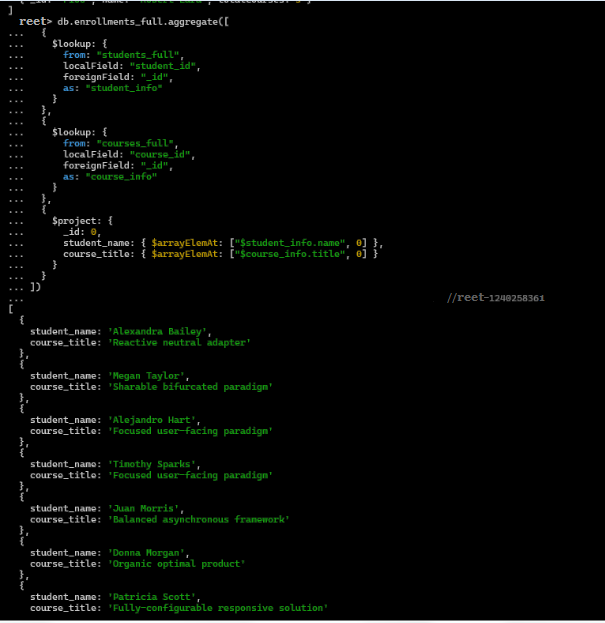 ]
reet> db.enrollments_full.aggregate([
... {
... $lookup: {
... from: "students_full",
... localField: "student_id",
... foreignField: "_id",
... as: "student_info"
... }
... },
... {
... $lookup: {
... from: "courses_full",
... localField: "course_id",
... foreignField: "_id",
... as: "course_info"
... }
... },
... {
... $project: {
... _id: 0,
... student_name: { $arrayElemAt: ["$student_info.name", 0] },
... course_title: { $arrayElemAt: ["$course_info.title", 0] }
... }
... }
... ])
... //reet-1240258361
[
{
student_name: 'Alexandra Bailey',
course_title: 'Reactive neutral adapter'
},
{
student_name: 'Megan Taylor',
course_title: 'Sharable bifurcated paradigm'
},
{
student_name: 'Alejandro Hart',
course_title: 'Focused user-facing paradigm'
},
{
student_name: 'Timothy Sparks',
course_title: 'Focused user-facing paradigm'
},
{
student_name: 'Juan Morris',
course_title: 'Balanced asynchronous framework'
},
{
student_name: 'Donna Morgan',
course_title: 'Organic optimal product'
},
{
student_name: 'Patricia Scott',
course_title: 'Fully-configurable responsive solution'